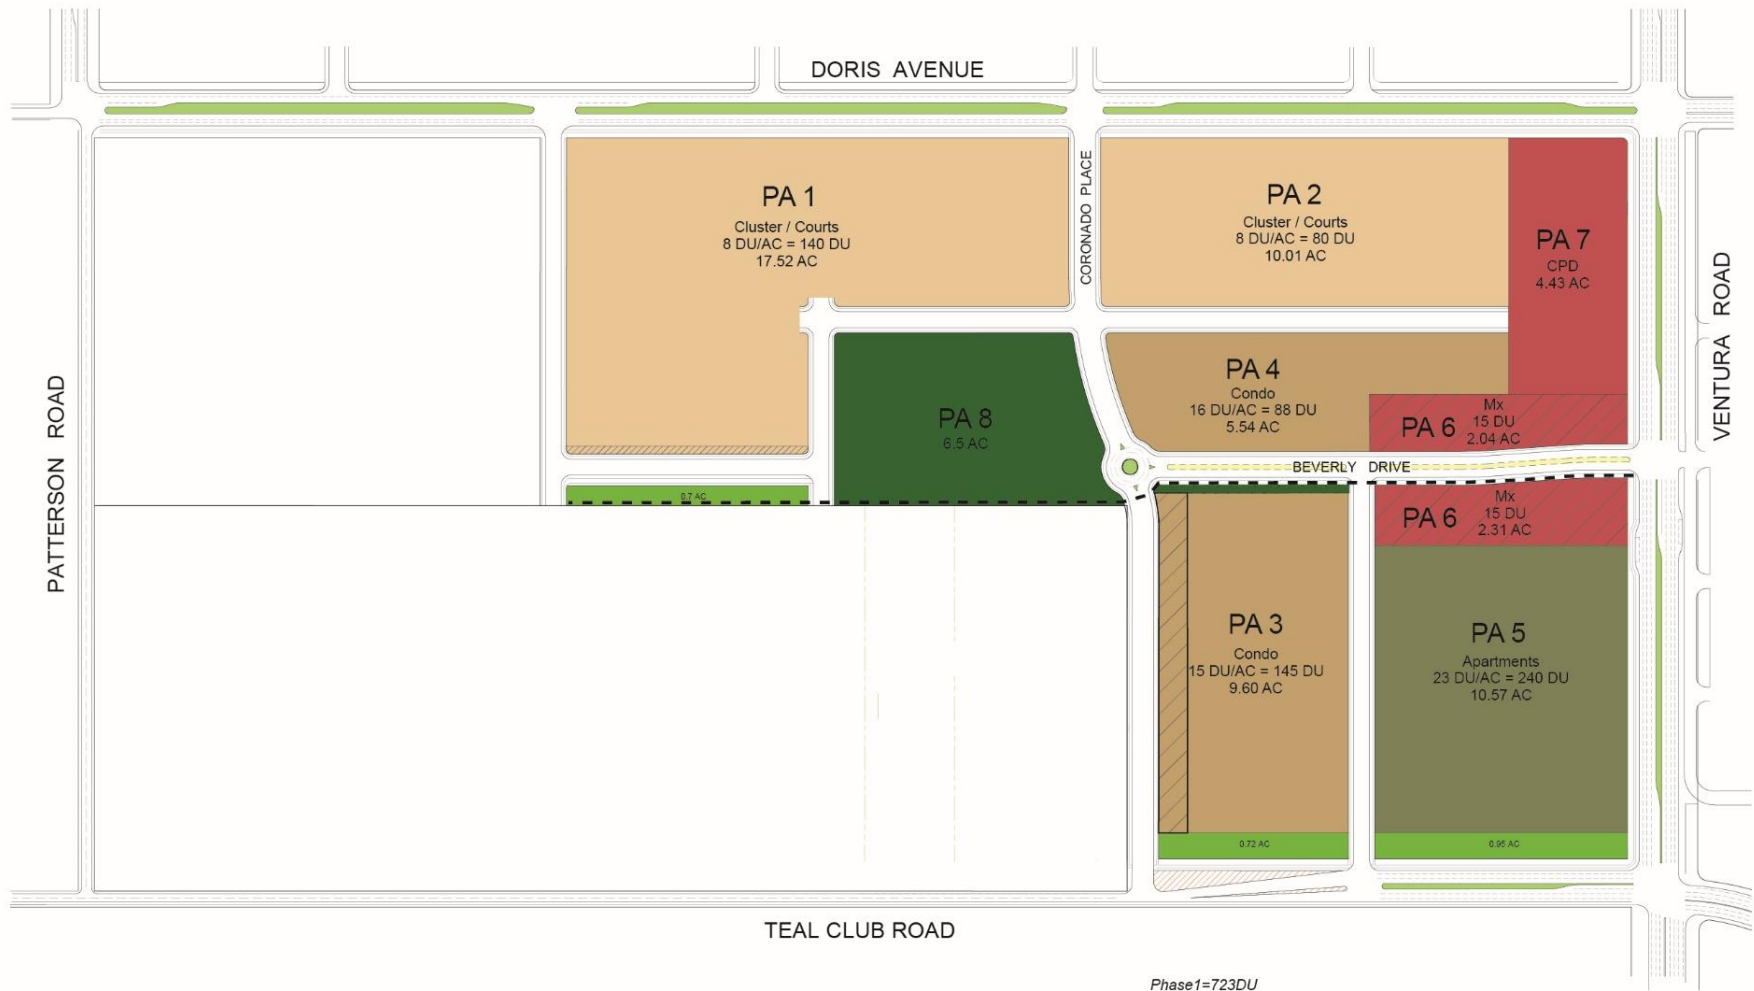 DORIS AVENUE
PA 1
Cluster / Courts
8 DU/AC = 140 DU
17.52 AC
CORONADO PLACE
PA 2
Cluster / Courts
8 DU/AC = 80 DU
10.01 AC
PA 7
CPD
4.43 AC
VENTURA ROAD
PATTERSON ROAD
PA 8
6.5 AC
PA 4
Condo
16 DU/AC = 88 DU
5.54 AC
PA 6
Mx
15 DU
2.04 AC
BEVERLY DRIVE
0.7 AC
PA 6
Mx
15 DU
2.31 AC
PA 3
Condo
15 DU/AC = 145 DU
9.60 AC
PA 5
Apartments
23 DU/AC = 240 DU
10.57 AC
0.72 AC
0.95 AC
TEAL CLUB ROAD
Phase1=723DU